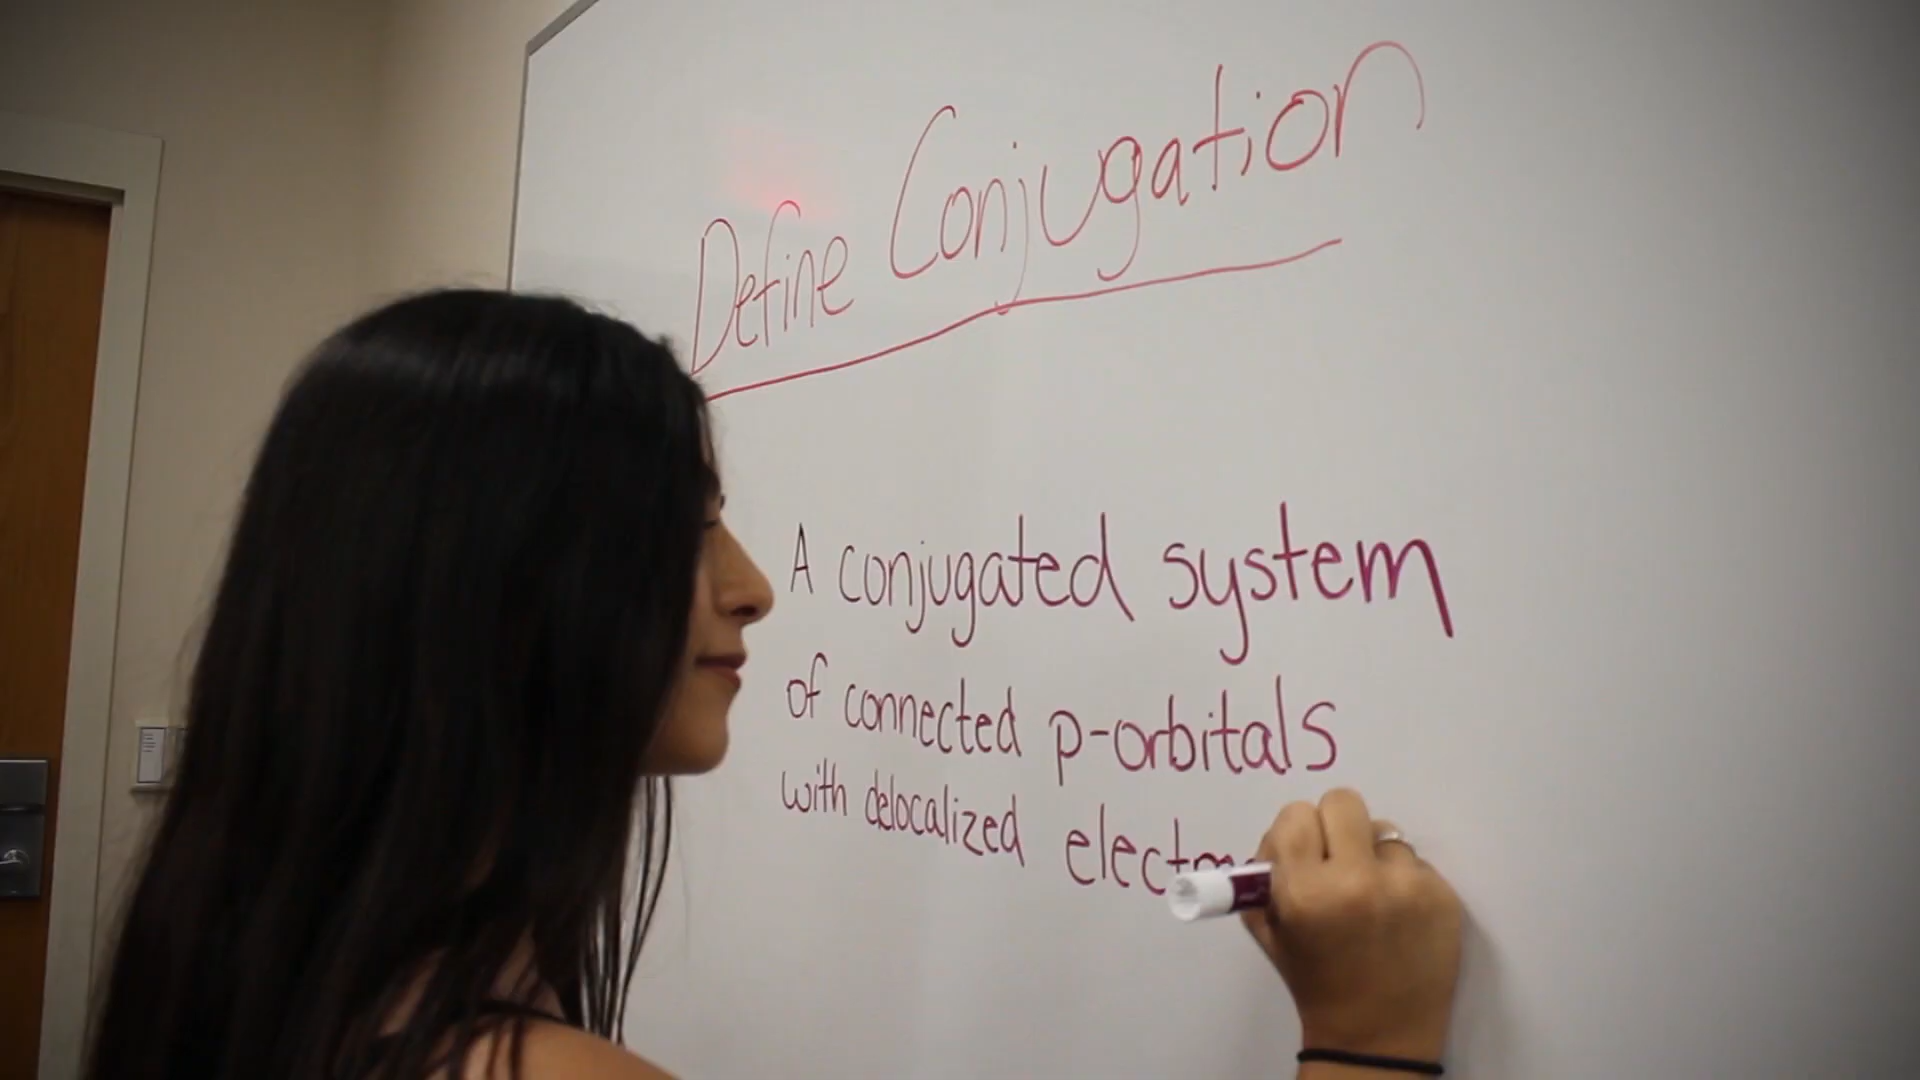 Define Conjugation
A conjugated system
of connected p-orbitals
with delocalized